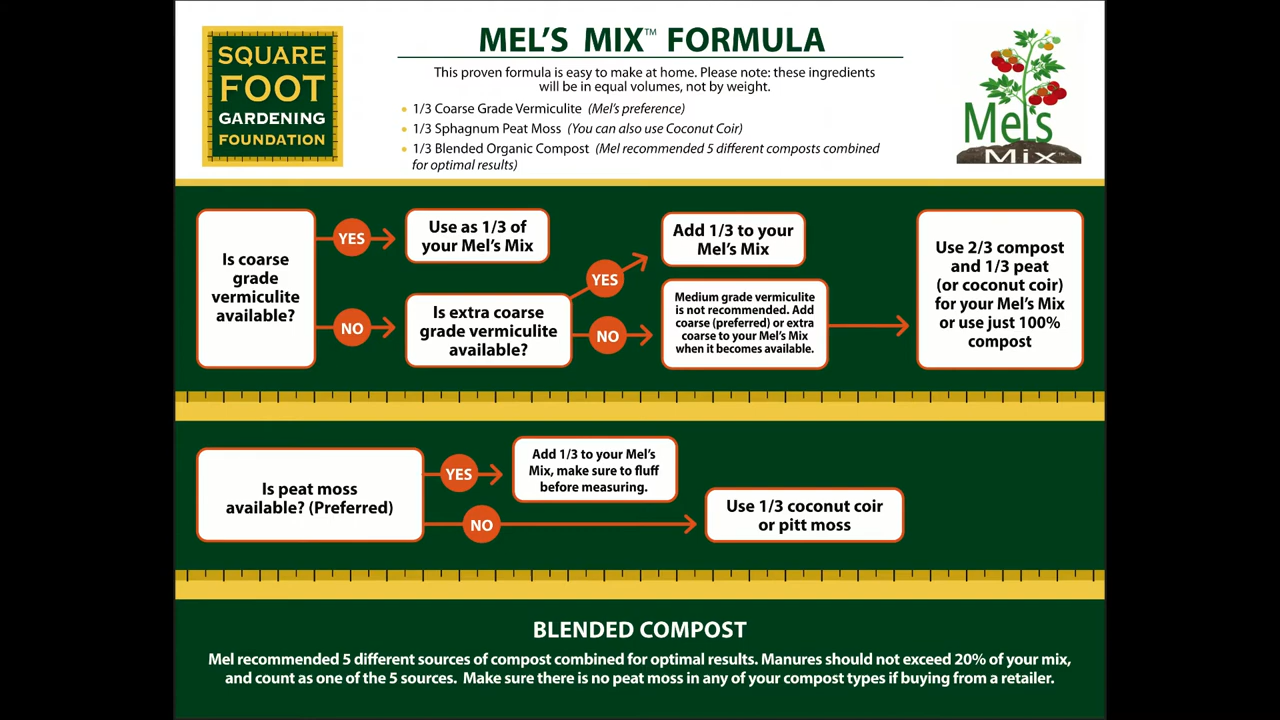 SQUARE
FOOT
GARDENING
FOUNDATION
MEL'S MIX™ FORMULA
This proven formula is easy to make at home. Please note: these ingredients
will be in equal volumes, not by weight.
• 1/3 Coarse Grade Vermiculite (Mel's preference)
• 1/3 Sphagnum Peat Moss (You can also use Coconut Coir)
• 1/3 Blended Organic Compost (Mel recommended 5 different composts combined
for optimal results)
Mel's
Mix™
Is coarse
grade
vermiculite
available?
YES
Use as 1/3 of
your Mel's Mix
NO
Is extra coarse
grade vermiculite
available?
YES
Add 1/3 to your
Mel's Mix
NO
Medium grade vermiculite
is not recommended. Add
coarse (preferred) or extra
coarse to your Mel's Mix
when it becomes available.
Use 2/3 compost
and 1/3 peat
(or coconut coir)
for your Mel's Mix
or use just 100%
compost
Is peat moss
available? (Preferred)
YES
Add 1/3 to your Mel's
Mix, make sure to fluff
before measuring.
NO
Use 1/3 coconut coir
or pitt moss
BLENDED COMPOST
Mel recommended 5 different sources of compost combined for optimal results. Manures should not exceed 20% of your mix,
and count as one of the 5 sources. Make sure there is no peat moss in any of your compost types if buying from a retailer.